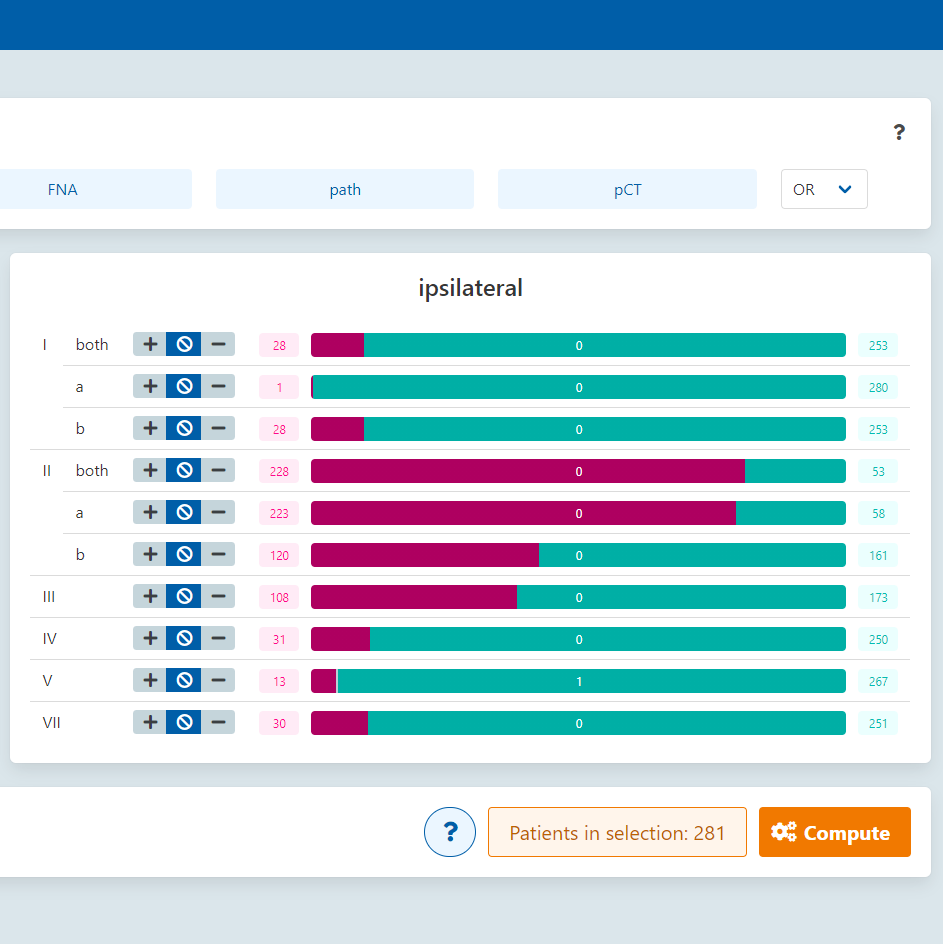 ?
FNA path pCT OR
ipsilateral
I both 28 0 253
a 1 0 280
b 28 0 253
II both 228 0 53
a 223 0 58
b 120 0 161
III 108 0 173
IV 31 0 250
V 13 1 267
VII 30 0 251
? Patients in selection: 281 Compute